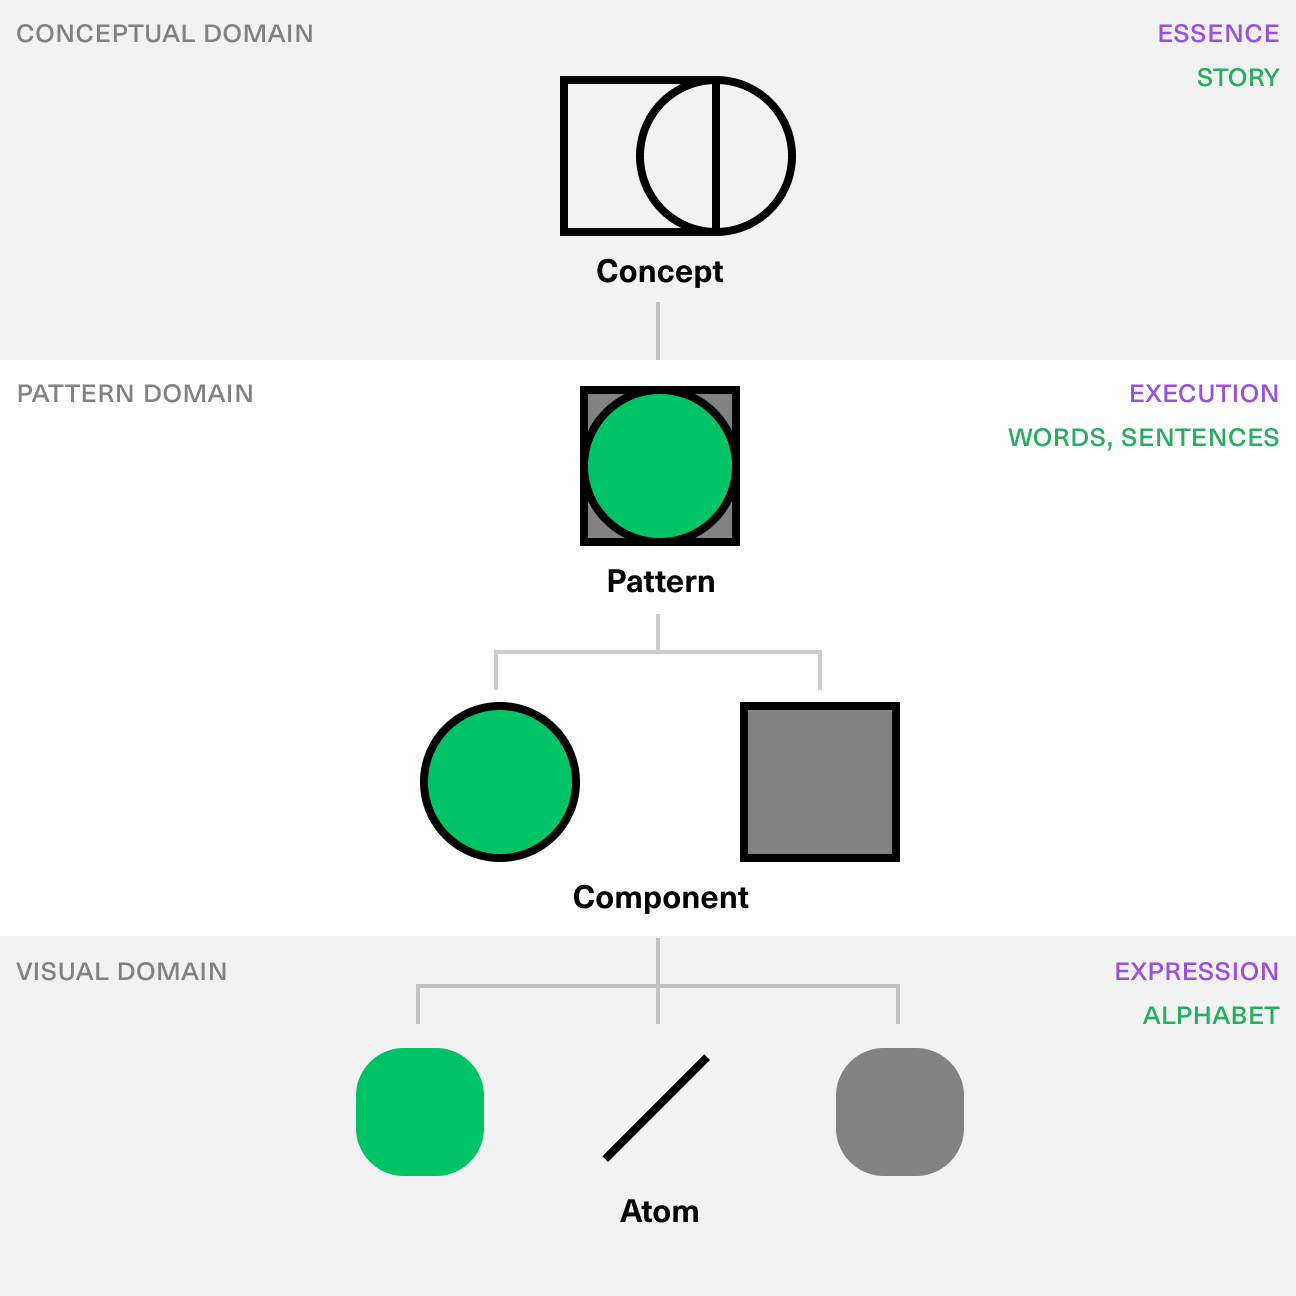 CONCEPTUAL DOMAIN
ESSENCE
STORY
Concept
PATTERN DOMAIN
EXECUTION
WORDS, SENTENCES
Pattern
Component
VISUAL DOMAIN
EXPRESSION
ALPHABET
Atom